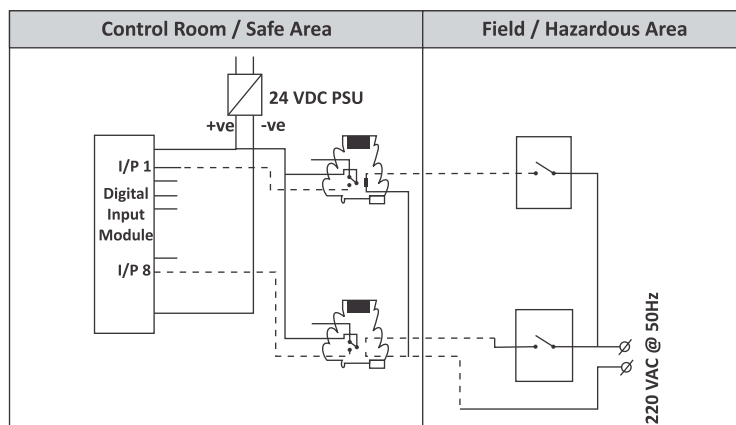 Control Room / Safe Area
Field / Hazardous Area
24 VDC PSU
+ve
-ve
I/P 1
Digital
Input
Module
I/P 8
220 VAC @ 50Hz